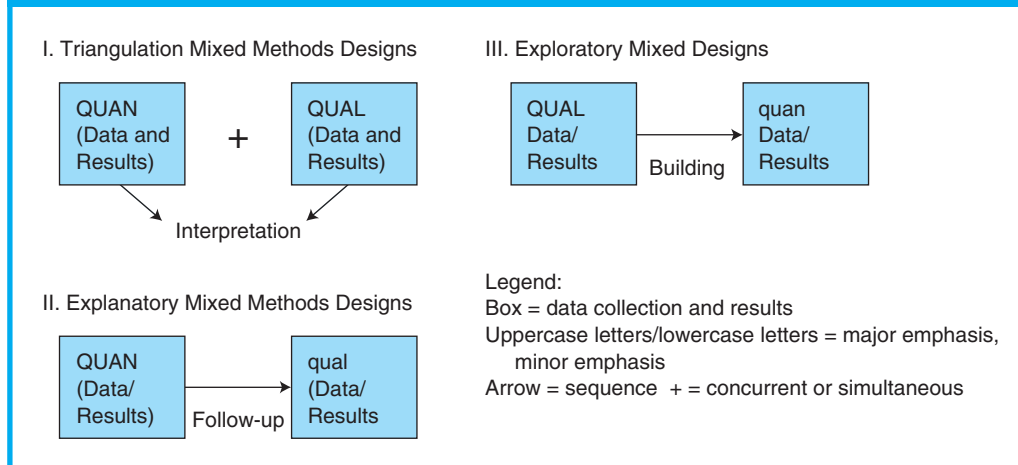 I. Triangulation Mixed Methods Designs
QUAN
(Data and
Results)
+
QUAL
(Data and
Results)
Interpretation
II. Explanatory Mixed Methods Designs
QUAN
(Data/
Results)
Follow-up
qual
(Data/
Results
III. Exploratory Mixed Designs
QUAL
Data/
Results
Building
quan
Data/
Results
Legend:
Box = data collection and results
Uppercase letters/lowercase letters = major emphasis,
minor emphasis
Arrow = sequence + = concurrent or simultaneous